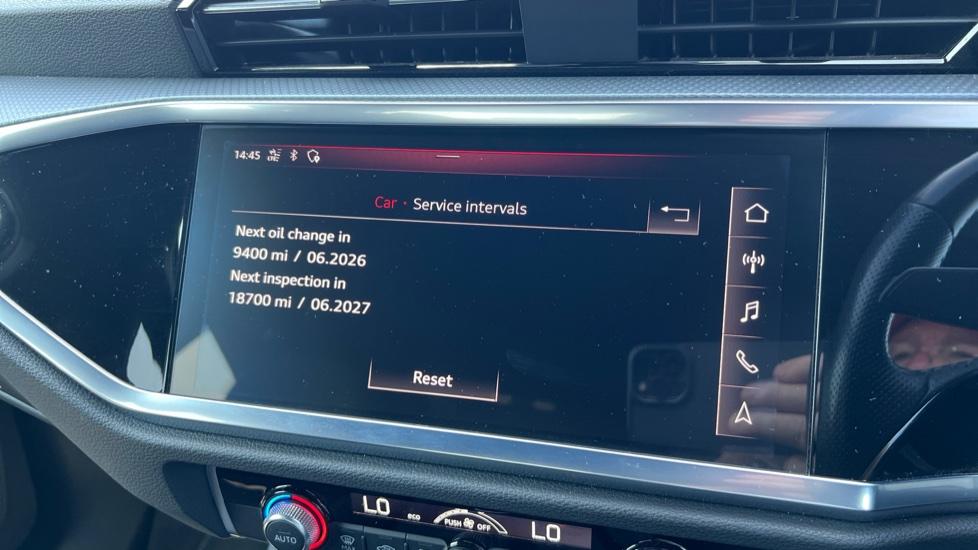 14:45
Car · Service intervals
Next oil change in
9400 mi / 06.2026
Next inspection in
18700 mi / 06.2027
Reset
LO eco PUSH OFF LO
AUTO MAX